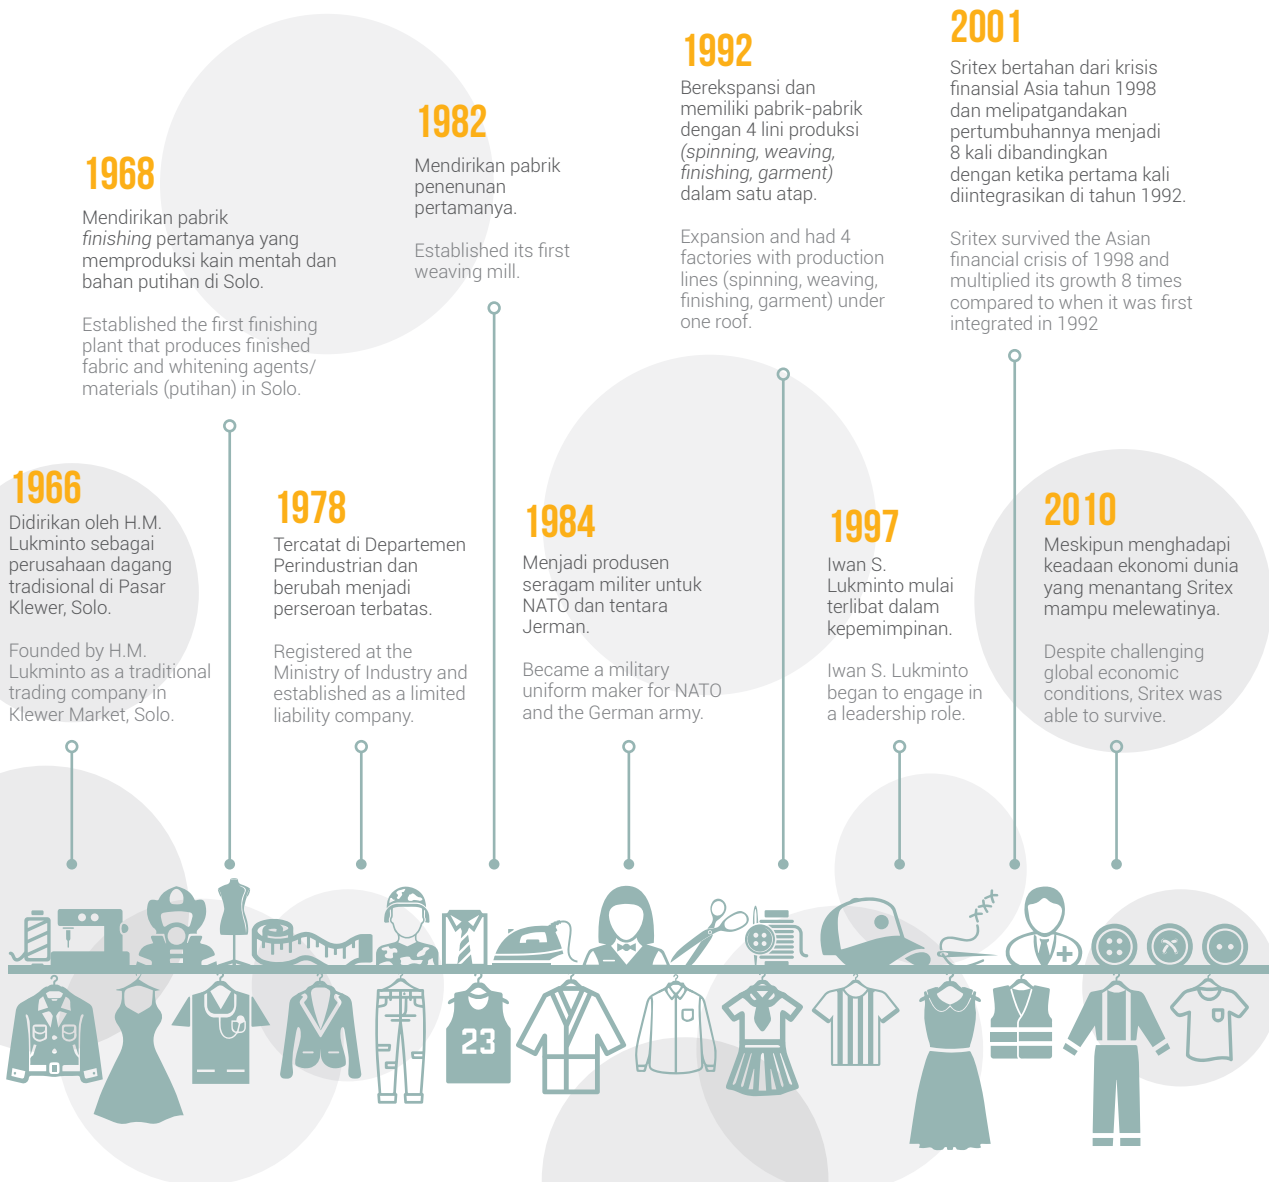 1966
Didirikan oleh H.M.
Lukminto sebagai
perusahaan dagang
tradisional di Pasar
Klewer, Solo.
Founded by H.M.
Lukminto as a traditional
trading company in
Klewer Market, Solo.
1968
Mendirikan pabrik
finishing pertamanya yang
memproduksi kain mentah dan
bahan putihan di Solo.
Established the first finishing
plant that produces finished
fabric and whitening agents/
materials (putihan) in Solo.
1978
Tercatat di Departemen
Perindustrian dan
berubah menjadi
perseroan terbatas.
Registered at the
Ministry of Industry and
established as a limited
liability company.
1982
Mendirikan pabrik
penenunan
pertamanya.
Established its first
weaving mill.
1984
Menjadi produsen
seragam militer untuk
NATO dan tentara
Jerman.
Became a military
uniform maker for NATO
and the German army.
1992
Berekspansi dan
memiliki pabrik-pabrik
dengan 4 lini produksi
(spinning, weaving,
finishing, garment)
dalam satu atap.
Expansion and had 4
factories with production
lines (spinning, weaving,
finishing, garment) under
one roof.
1997
Iwan S.
Lukminto mulai
terlibat dalam
kepemimpinan.
Iwan S. Lukminto
began to engage in
a leadership role.
2001
Sritex bertahan dari krisis
finansial Asia tahun 1998
dan melipatgandakan
pertumbuhannya menjadi
8 kali dibandingkan
dengan ketika pertama kali
diintegrasikan di tahun 1992.
Sritex survived the Asian
financial crisis of 1998 and
multiplied its growth 8 times
compared to when it was first
integrated in 1992
2010
Meskipun menghadapi
keadaan ekonomi dunia
yang menantang Sritex
mampu melewatinya.
Despite challenging
global economic
conditions, Sritex was
able to survive.
23